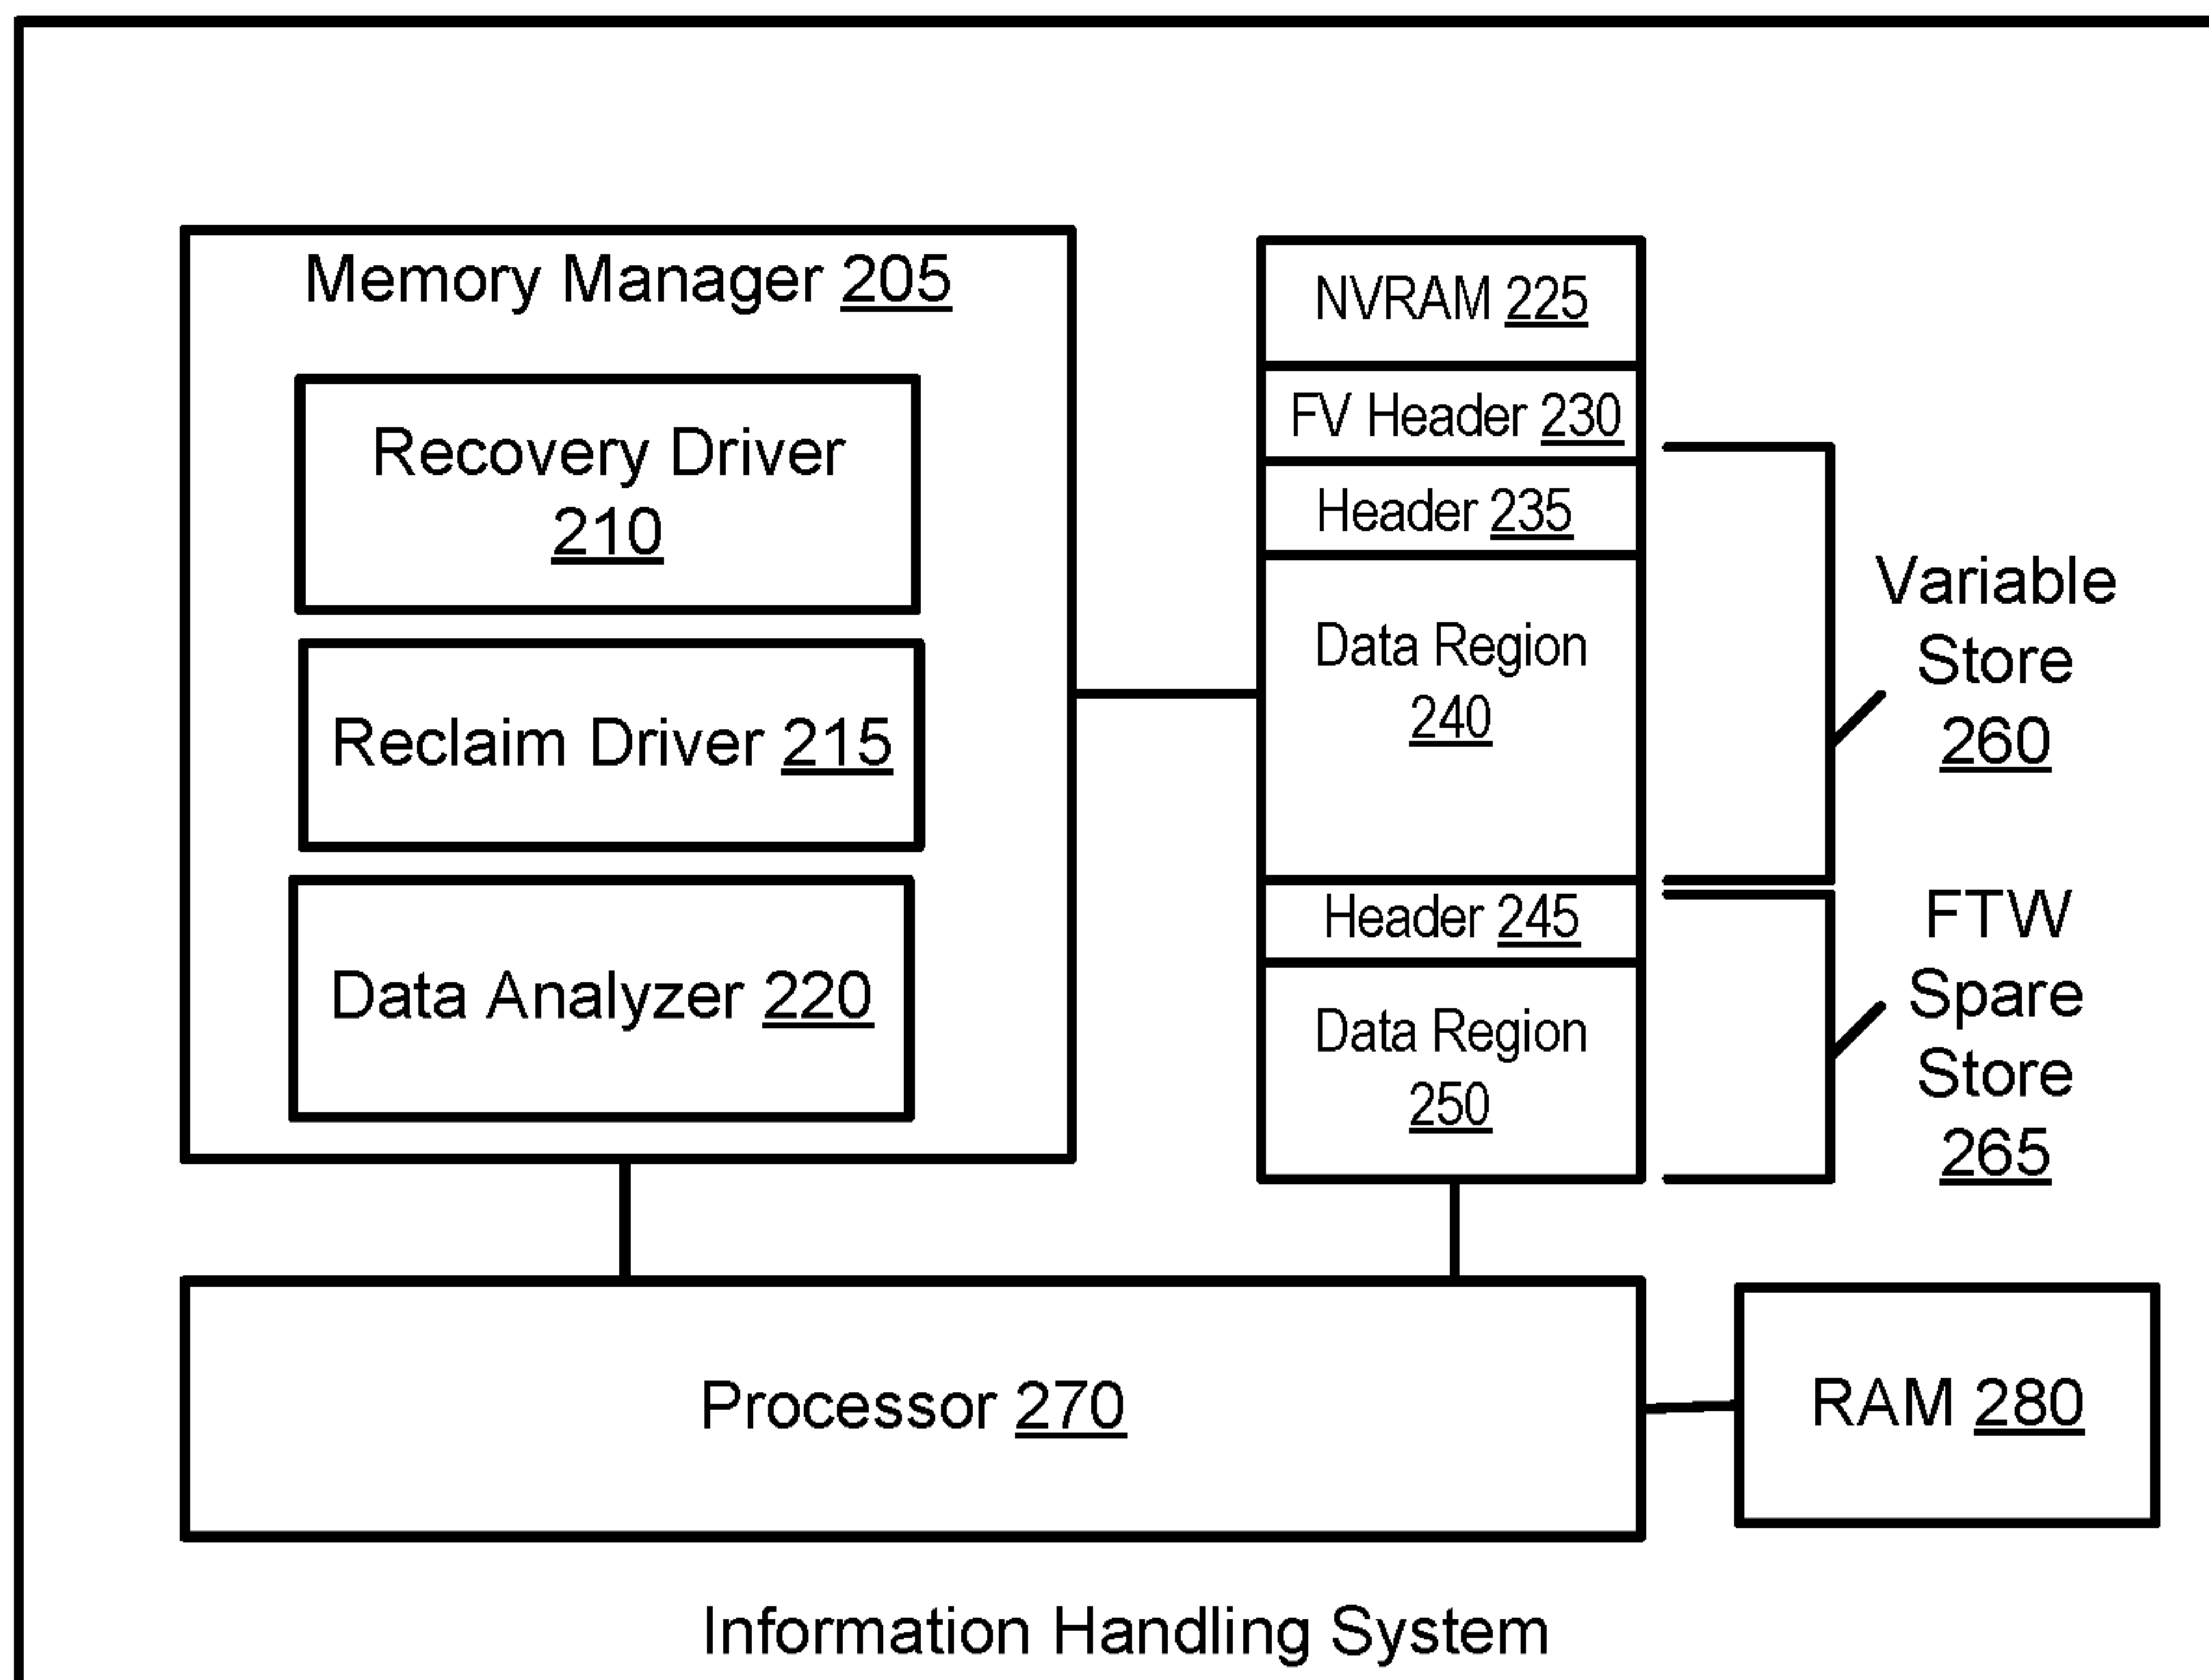 Memory Manager 205
Recovery Driver
210
Reclaim Driver 215
Data Analyzer 220
NVRAM 225
FV Header 230
Header 235
Data Region
240
Header 245
Data Region
250
Variable
Store
260
FTW
Spare
Store
265
Processor 270
RAM 280
Information Handling System